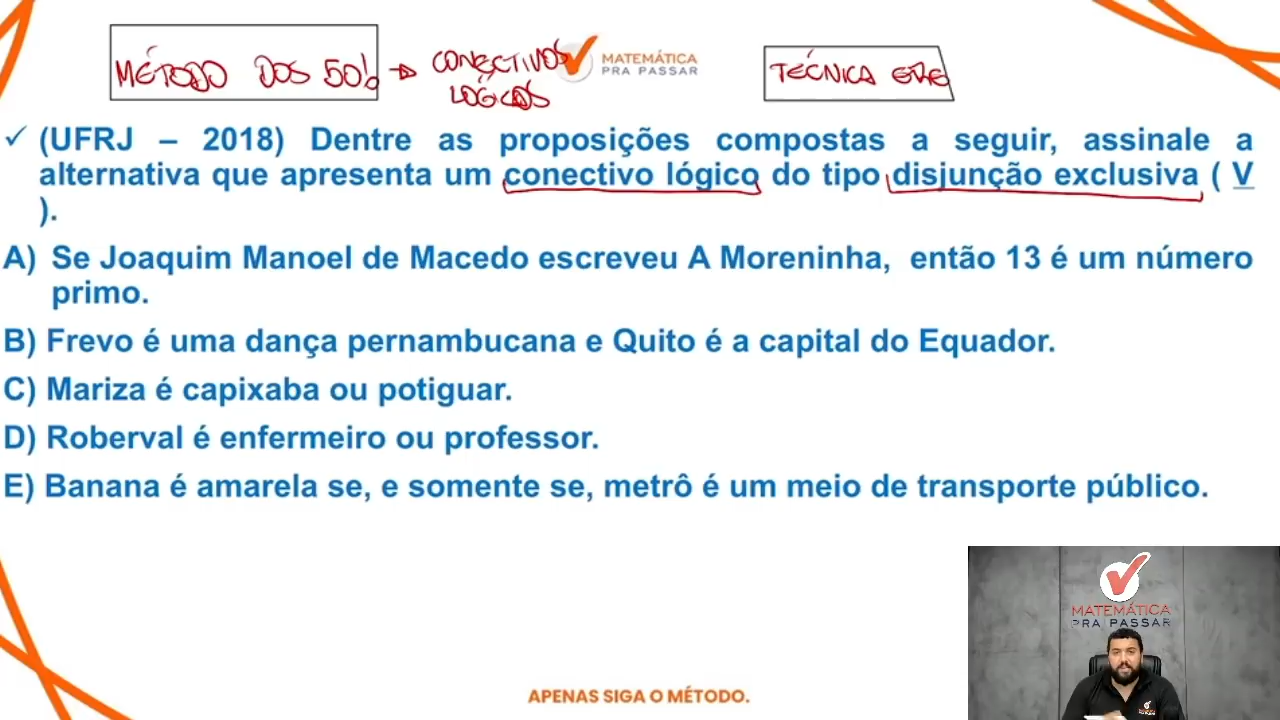 MÉTODO DOS 50% → CONECTIVOS
LÓGICOS
MATEMÁTICA
PRA PASSAR
TÉCNICA
✓ (UFRJ – 2018) Dentre as proposições compostas a seguir, assinale a
alternativa que apresenta um conectivo lógico do tipo disjunção exclusiva ( V
).
A) Se Joaquim Manoel de Macedo escreveu A Moreninha, então 13 é um número
primo.
B) Frevo é uma dança pernambucana e Quito é a capital do Equador.
C) Mariza é capixaba ou potiguar.
D) Roberval é enfermeiro ou professor.
E) Banana é amarela se, e somente se, metrô é um meio de transporte público.
MATEMÁTICA
PRA PASSAR
APENAS SIGA O MÉTODO.